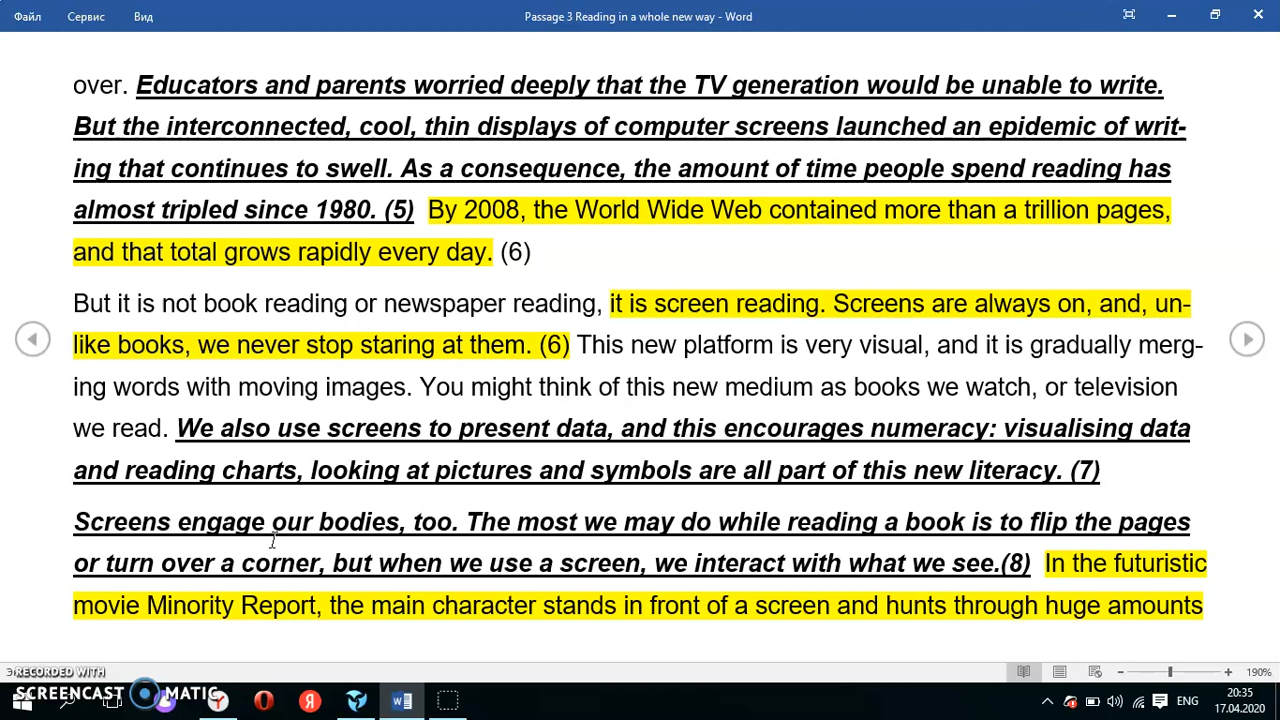 Файл Сервис Вид Passage 3 Reading in a whole new way - Word
over. Educators and parents worried deeply that the TV generation would be unable to write.
But the interconnected, cool, thin displays of computer screens launched an epidemic of writ-
ing that continues to swell. As a consequence, the amount of time people spend reading has
almost tripled since 1980. (5) By 2008, the World Wide Web contained more than a trillion pages,
and that total grows rapidly every day. (6)
But it is not book reading or newspaper reading, it is screen reading. Screens are always on, and, un-
like books, we never stop staring at them. (6) This new platform is very visual, and it is gradually merg-
ing words with moving images. You might think of this new medium as books we watch, or television
we read. We also use screens to present data, and this encourages numeracy: visualising data
and reading charts, looking at pictures and symbols are all part of this new literacy. (7)
Screens engage our bodies, too. The most we may do while reading a book is to flip the pages
or turn over a corner, but when we use a screen, we interact with what we see.(8) In the futuristic
movie Minority Report, the main character stands in front of a screen and hunts through huge amounts
190%
RECORDED WITH
SCREENCAST MATIC
ENG
20:35
17.04.2020